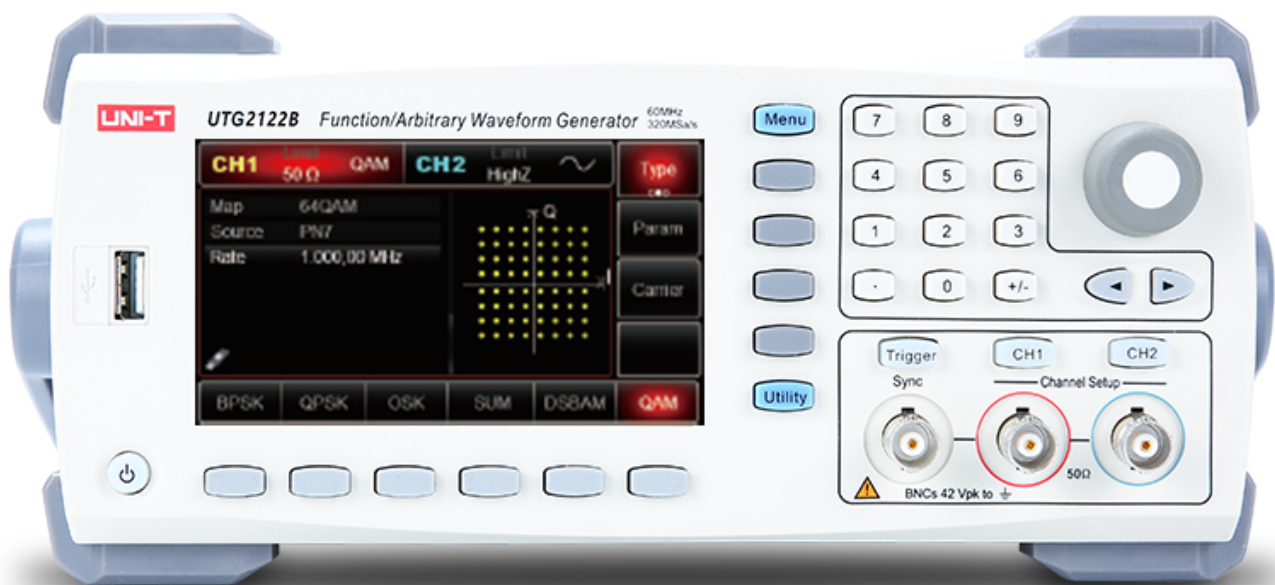 UNI-T
UTG2122B Function/Arbitrary Waveform Generator 60MHz 320MSa/s
CH1 Limit 50 Ω QAM CH2 Limit HighZ Type
Map 64QAM
Source PN7
Rate 1.000,00 MHz
Q
I
Param
Carrier
BPSK QPSK OSK SUM DSBAM QAM
Menu
Utility
7 8 9
4 5 6
1 2 3
. 0 +/-
Trigger CH1 CH2
Sync Channel Setup
50Ω
BNCs 42 Vpk to